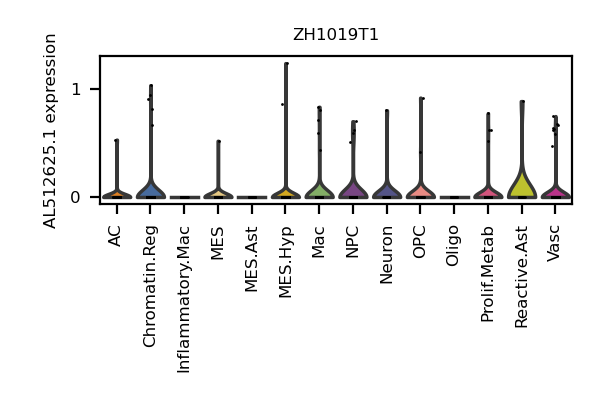 ZH1019T1
AL512625.1 expression
1
0
AC
Chromatin.Reg
Inflammatory.Mac
MES
MES.Ast
MES.Hyp
Mac
NPC
Neuron
OPC
Oligo
Prolif.Metab
Reactive.Ast
Vasc